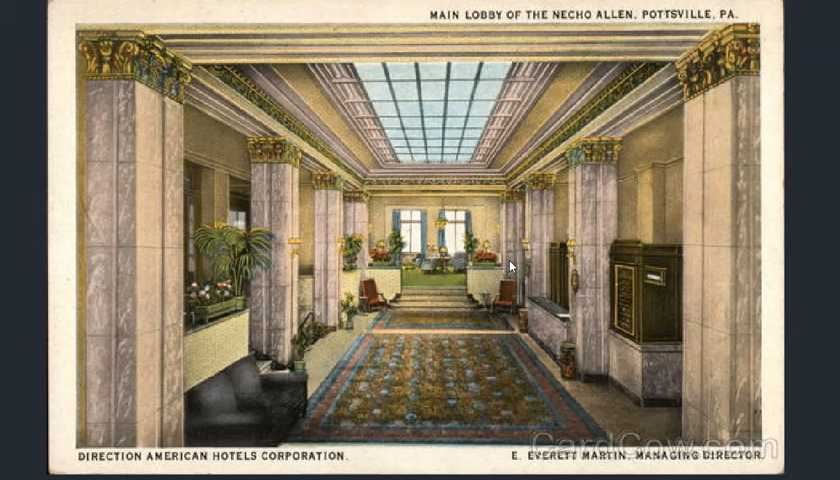 MAIN LOBBY OF THE NECHO ALLEN, POTTSVILLE, PA.
DIRECTION AMERICAN HOTELS CORPORATION.
E. EVERETT MARTIN, MANAGING DIRECTOR.
CardCow.com